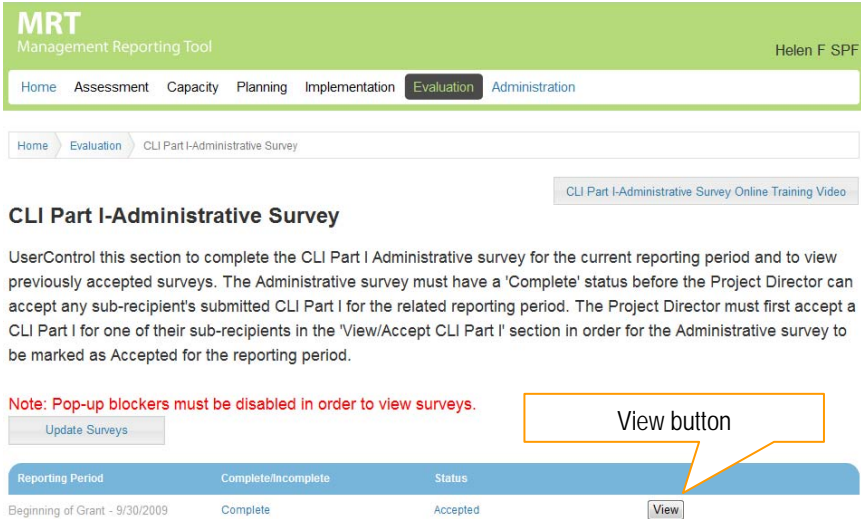 MRT
Management Reporting Tool
Helen F SPF
Home Assessment Capacity Planning Implementation Evaluation Administration
Home Evaluation CLI Part I-Administrative Survey
CLI Part I-Administrative Survey Online Training Video
CLI Part I-Administrative Survey
UserControl this section to complete the CLI Part I Administrative survey for the current reporting period and to view
previously accepted surveys. The Administrative survey must have a 'Complete' status before the Project Director can
accept any sub-recipient's submitted CLI Part I for the related reporting period. The Project Director must first accept a
CLI Part I for one of their sub-recipients in the 'View/Accept CLI Part I' section in order for the Administrative survey to
be marked as Accepted for the reporting period.
Note: Pop-up blockers must be disabled in order to view surveys.
View button
Update Surveys
Reporting Period Complete/Incomplete Status
Beginning of Grant - 9/30/2009 Complete Accepted View